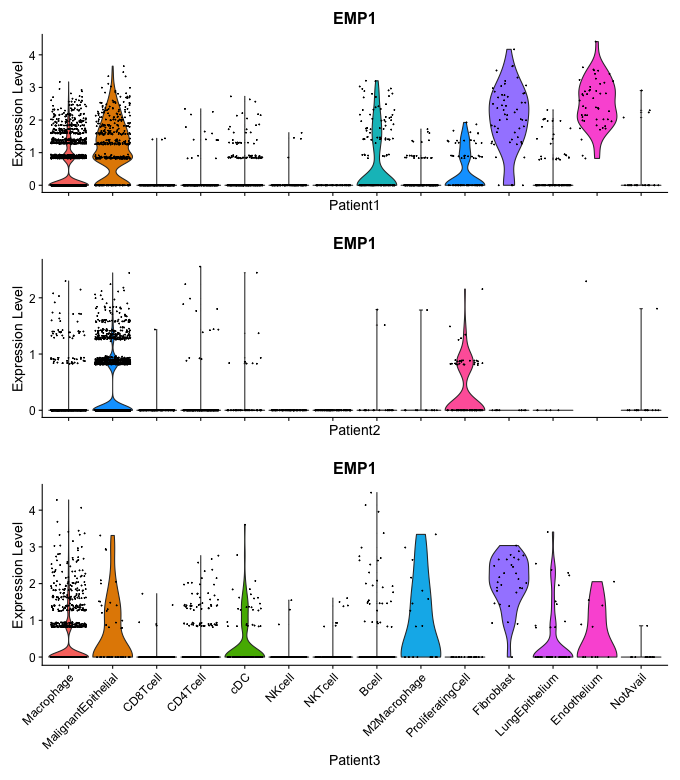 EMP1
Expression Level
4
3
2
1
0
Patient1
EMP1
Expression Level
2
1
0
Patient2
EMP1
Expression Level
4
3
2
1
0
Macrophage
MalignantEpithelial
CD8Tcell
CD4Tcell
cDC
NKcell
NKTcell
Bcell
M2Macrophage
ProliferatingCell
Fibroblast
LungEpithelium
Endothelium
NotAvail
Patient3